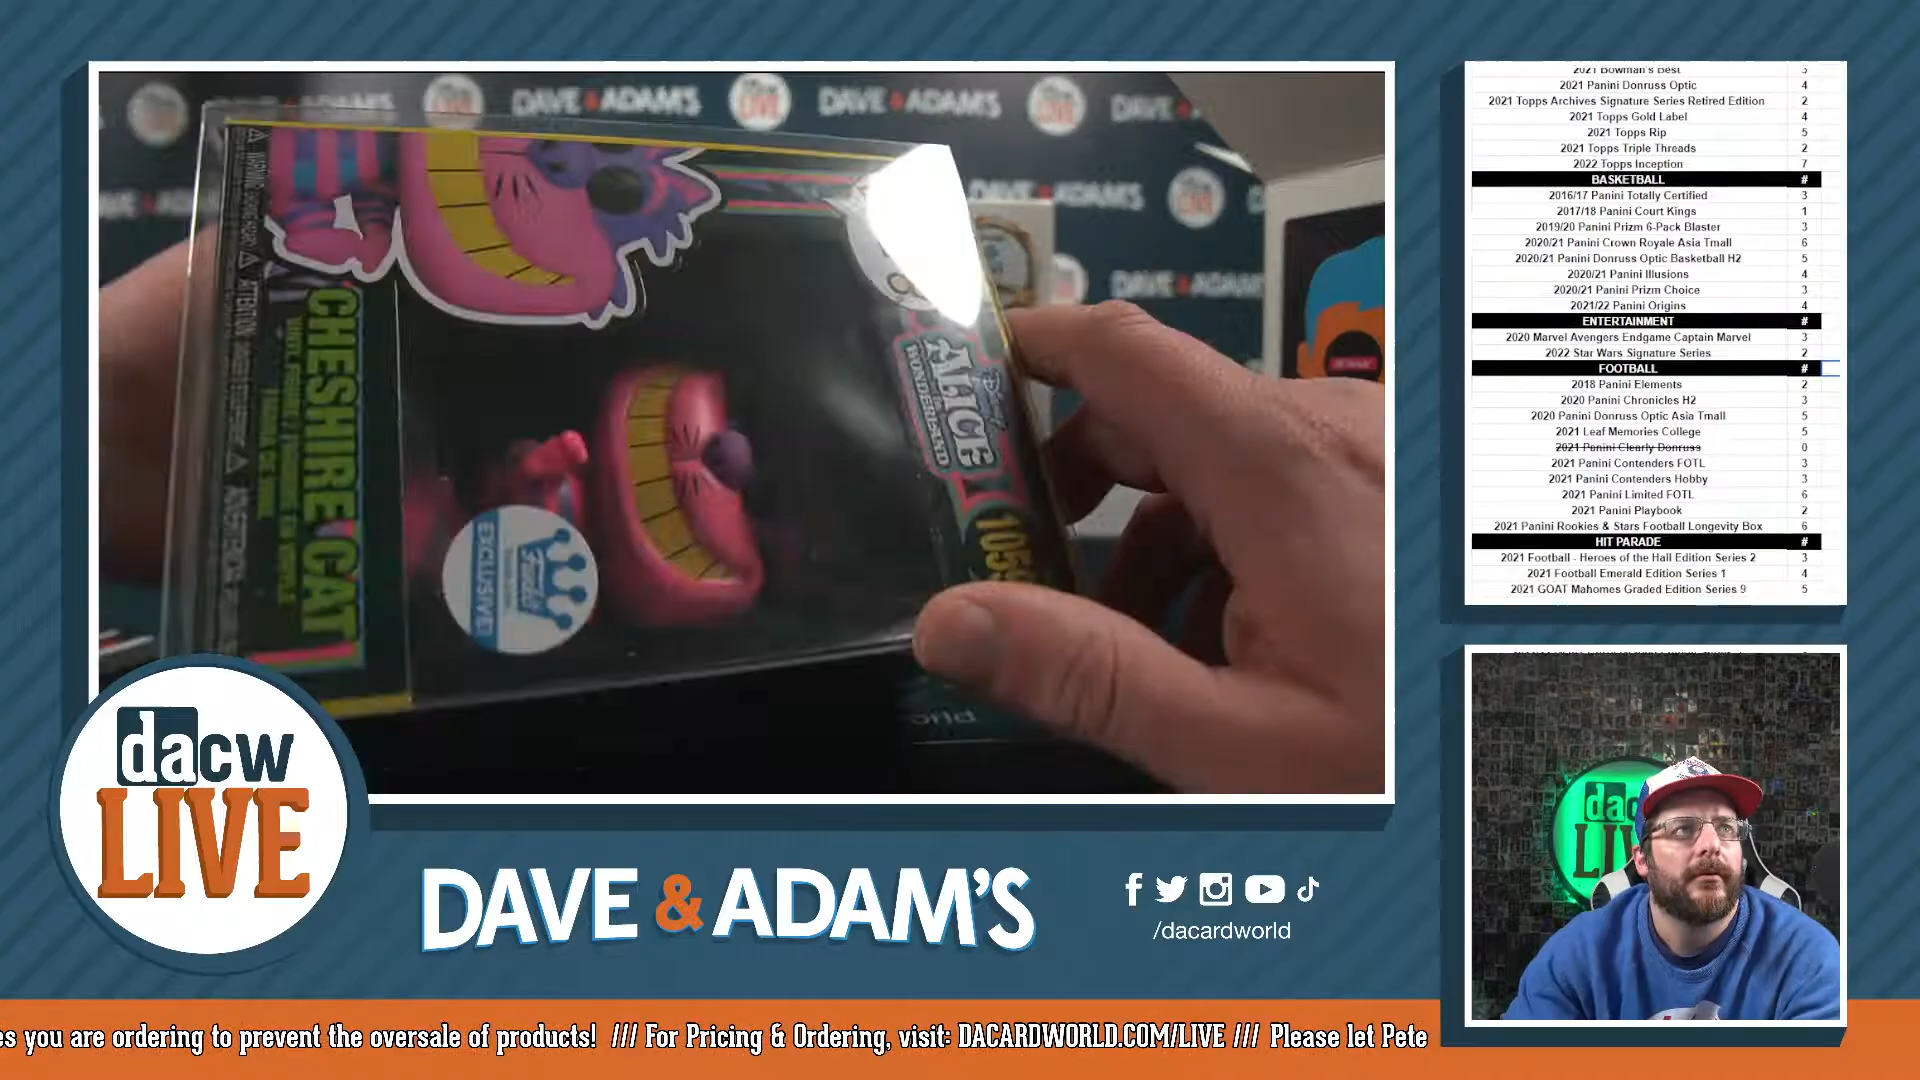 DAVE & ADAM'S
DAVE & ADAM'S
DAVE
CHESHIRE CAT
Funko
EXCLUSIVE
Disney
ALICE
2021 Bowman's Best 3
2021 Panini Donruss Optic 4
2021 Topps Archives Signature Series Retired Edition 2
2021 Topps Gold Label 4
2021 Topps Rip 5
2021 Topps Triple Threads 2
2022 Topps Inception 7
BASKETBALL #
2016/17 Panini Totally Certified 3
2017/18 Panini Court Kings 1
2019/20 Panini Prizm 6-Pack Blaster 3
2020/21 Panini Crown Royale Asia Tmall 6
2020/21 Panini Donruss Optic Basketball H2 5
2020/21 Panini Illusions 4
2020/21 Panini Prizm Choice 3
2021/22 Panini Origins 4
ENTERTAINMENT #
2020 Marvel Avengers Endgame Captain Marvel 3
2022 Star Wars Signature Series 2
FOOTBALL #
2018 Panini Elements 2
2020 Panini Chronicles H2 3
2020 Panini Donruss Optic Asia Tmall 5
2021 Leaf Memories College 5
2021 Panini Clearly Donruss 0
2021 Panini Contenders FOTL 3
2021 Panini Contenders Hobby 3
2021 Panini Limited FOTL 6
2021 Panini Playbook 2
2021 Panini Rookies & Stars Football Longevity Box 6
HIT PARADE #
2021 Football - Heroes of the Hall Edition Series 2 3
2021 Football Emerald Edition Series 1 4
2021 GOAT Mahomes Graded Edition Series 9 5
dacw
LIVE
DAVE & ADAM'S
/dacardworld
es you are ordering to prevent the oversale of products! /// For Pricing & Ordering, visit: DACARDWORLD.COM/LIVE /// Please let Pete